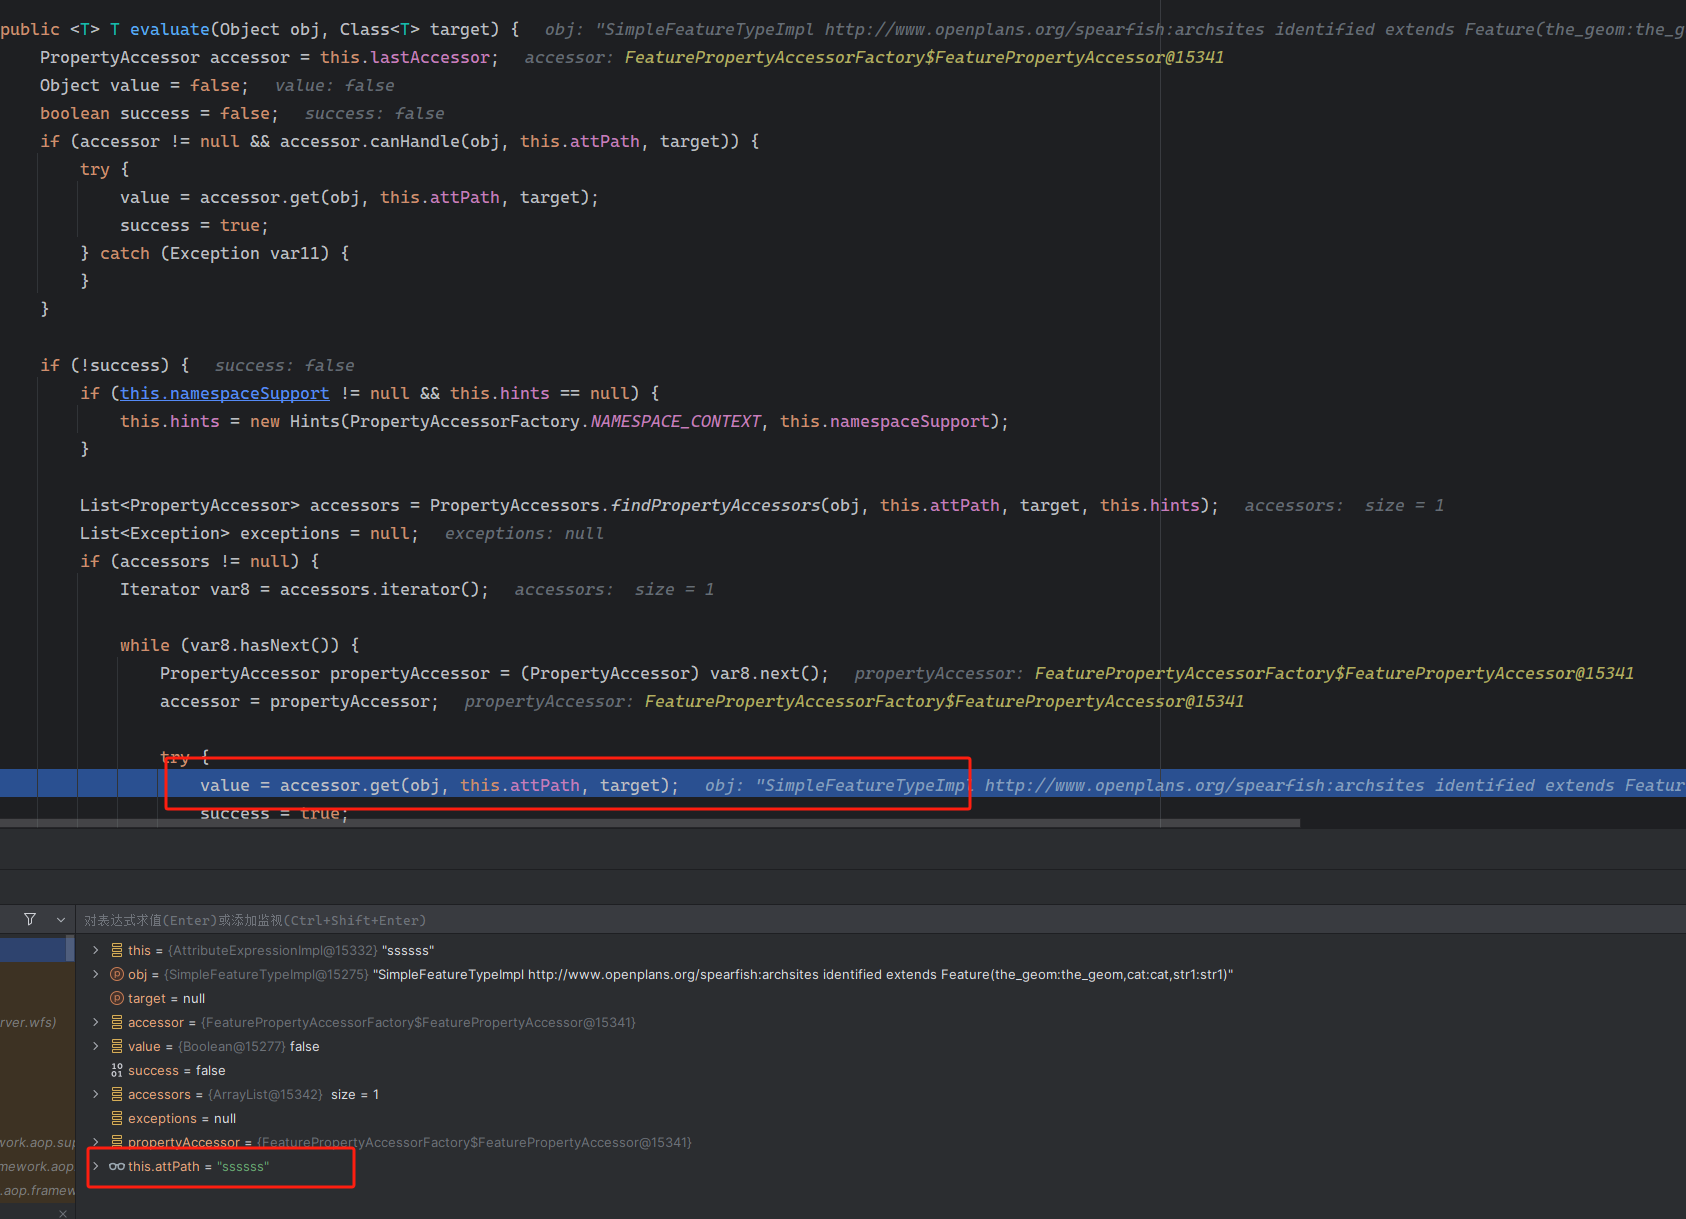 public <T> T evaluate(Object obj, Class<T> target) {   obj: "SimpleFeatureTypeImpl http://www.openplans.org/spearfish:archsites identified extends Feature(the_geom:the_g
PropertyAccessor accessor = this.lastAccessor;   accessor: FeaturePropertyAccessorFactory$FeaturePropertyAccessor@15341
Object value = false;   value: false
boolean success = false;   success: false
if (accessor != null && accessor.canHandle(obj, this.attPath, target)) {
try {
value = accessor.get(obj, this.attPath, target);
success = true;
} catch (Exception var11) {
}
}
if (!success) {   success: false
if (this.namespaceSupport != null && this.hints == null) {
this.hints = new Hints(PropertyAccessorFactory.NAMESPACE_CONTEXT, this.namespaceSupport);
}
List<PropertyAccessor> accessors = PropertyAccessors.findPropertyAccessors(obj, this.attPath, target, this.hints);   accessors:  size = 1
List<Exception> exceptions = null;   exceptions: null
if (accessors != null) {
Iterator var8 = accessors.iterator();   accessors:  size = 1
while (var8.hasNext()) {
PropertyAccessor propertyAccessor = (PropertyAccessor) var8.next();   propertyAccessor: FeaturePropertyAccessorFactory$FeaturePropertyAccessor@15341
accessor = propertyAccessor;   propertyAccessor: FeaturePropertyAccessorFactory$FeaturePropertyAccessor@15341
try {
value = accessor.get(obj, this.attPath, target);   obj: "SimpleFeatureTypeImpl http://www.openplans.org/spearfish:archsites identified extends Featur
success = true;
对表达式求值(Enter)或添加监视(Ctrl+Shift+Enter)
this = {AttributeExpressionImpl@15332} "ssssss"
obj = {SimpleFeatureTypeImpl@15275} "SimpleFeatureTypeImpl http://www.openplans.org/spearfish:archsites identified extends Feature(the_geom:the_geom,cat:cat,str1:str1)"
target = null
rver.wfs)
accessor = {FeaturePropertyAccessorFactory$FeaturePropertyAccessor@15341}
value = {Boolean@15277} false
success = false
accessors = {ArrayList@15342}  size = 1
exceptions = null
work.aop.sup
propertyAccessor = {FeaturePropertyAccessorFactory$FeaturePropertyAccessor@15341}
mework.aop
this.attPath = "ssssss"
.aop.framew